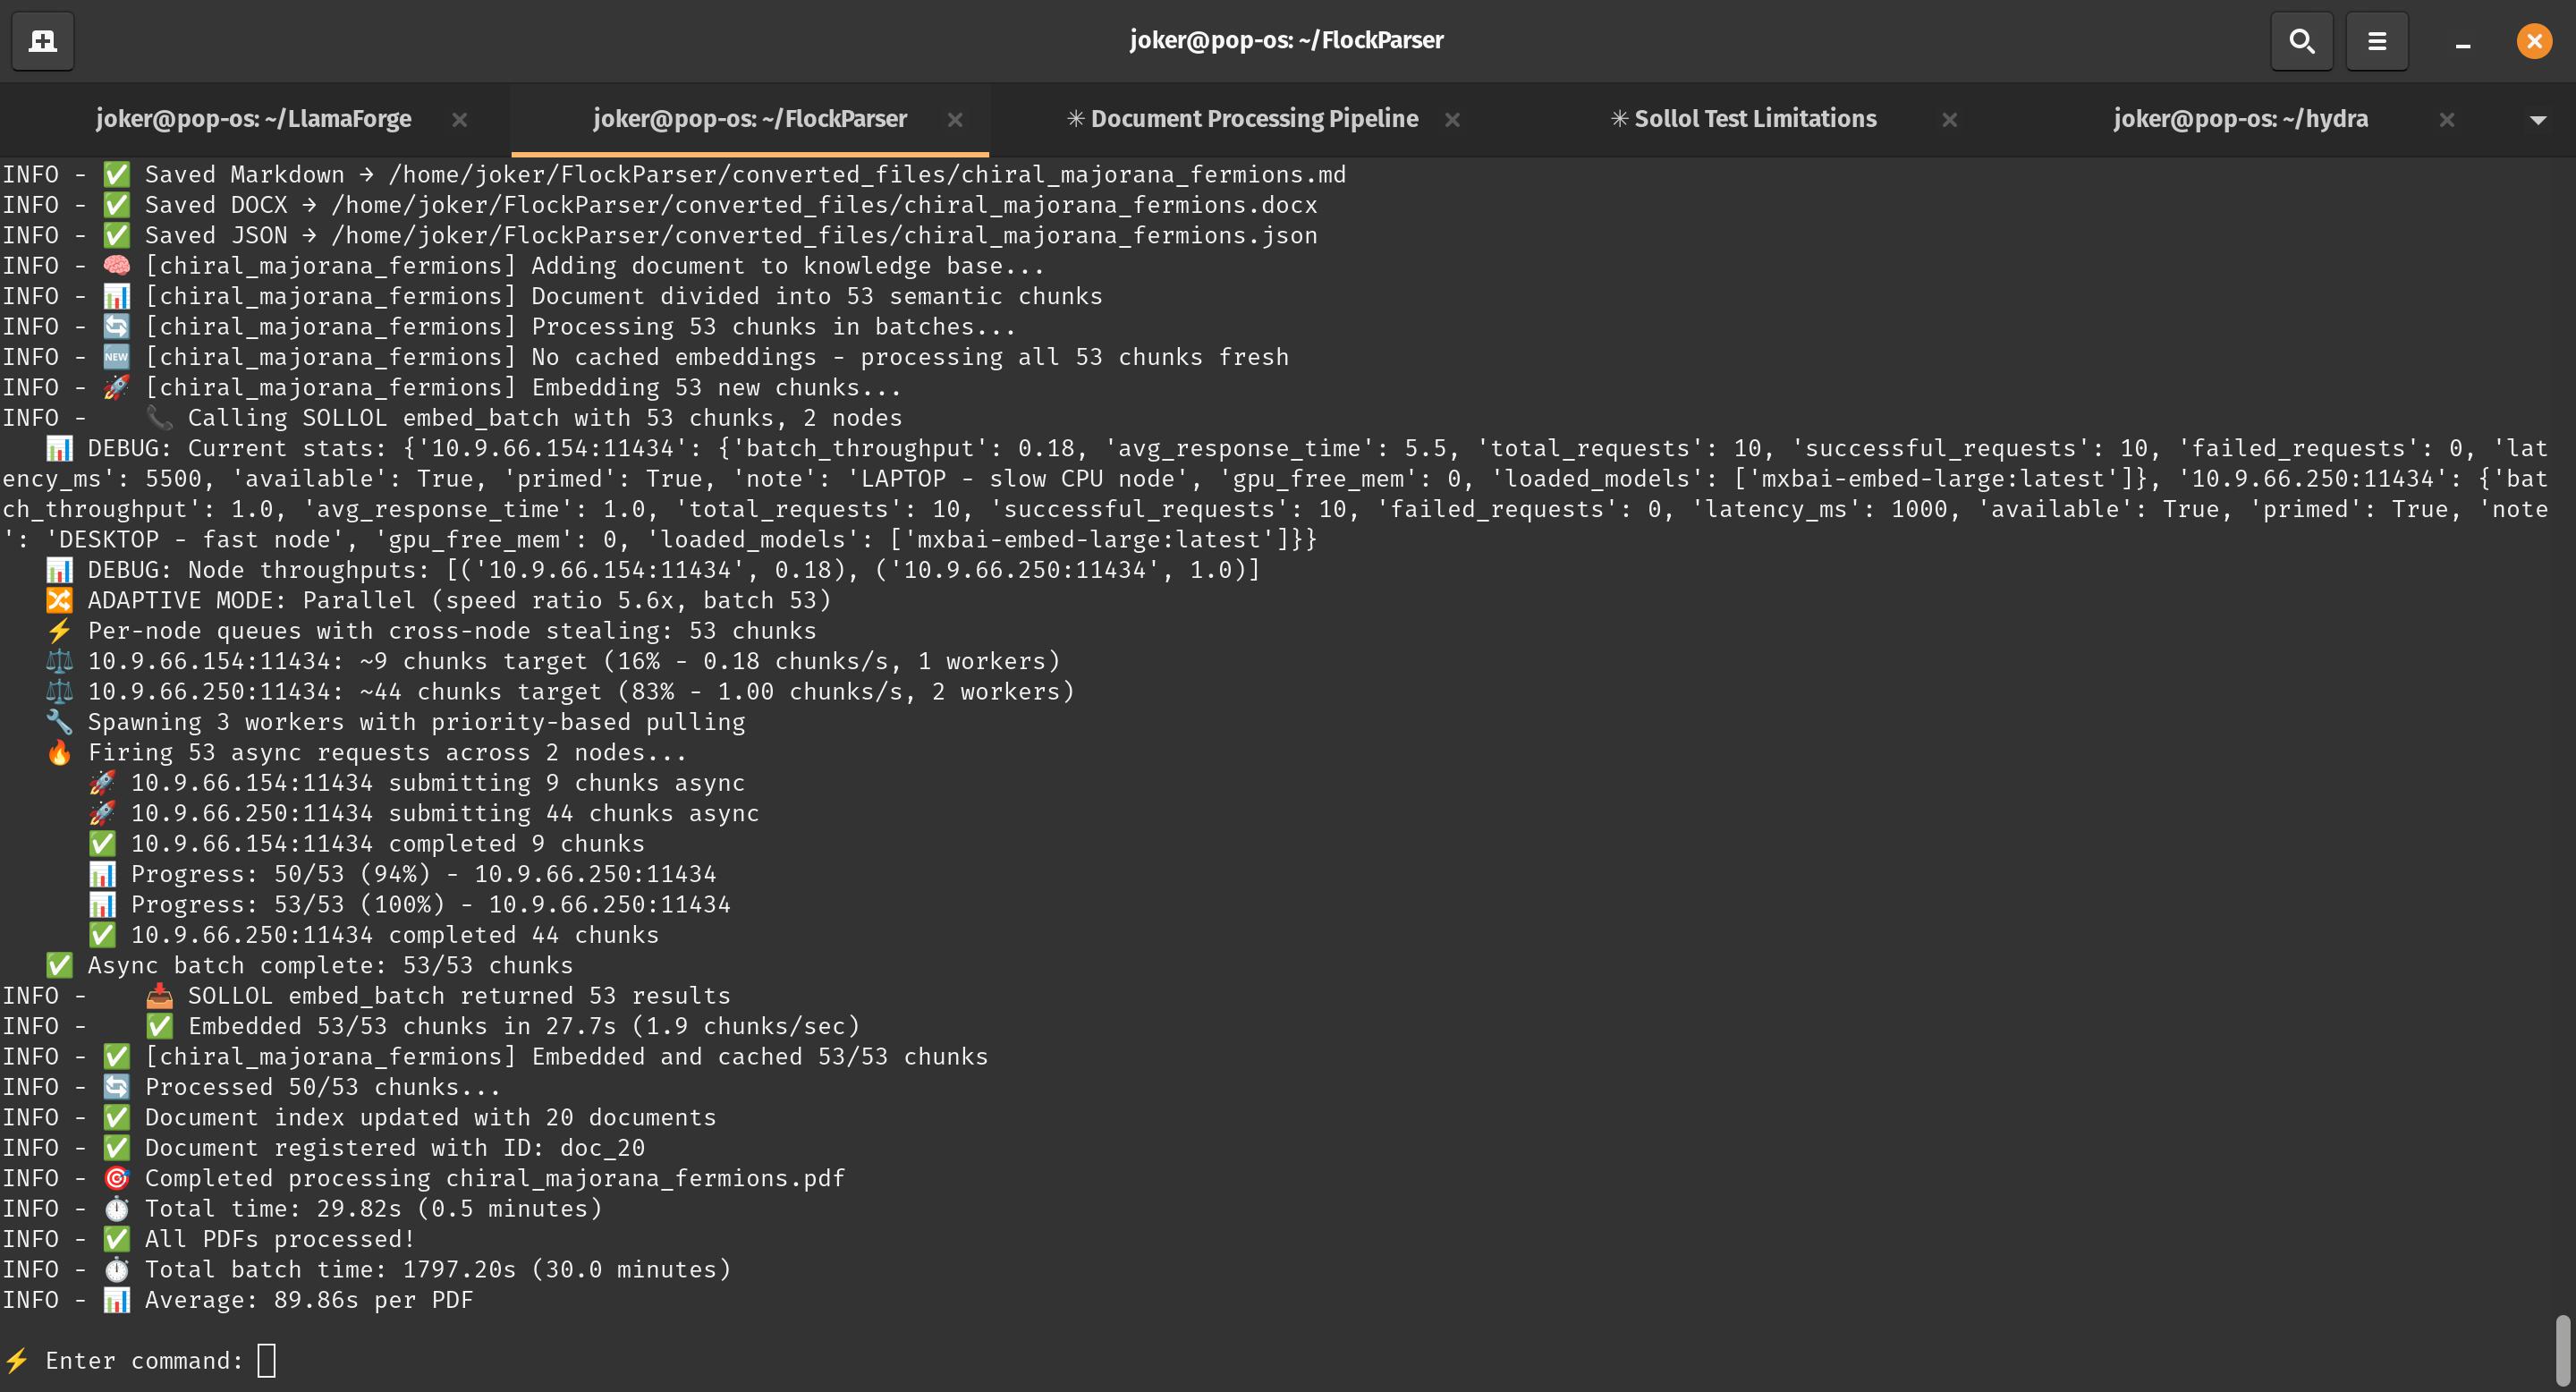 joker@pop-os: ~/FlockParser
joker@pop-os: ~/LlamaForge
joker@pop-os: ~/FlockParser
✳ Document Processing Pipeline
✳ Sollol Test Limitations
joker@pop-os: ~/hydra
INFO - ✅ Saved Markdown → /home/joker/FlockParser/converted_files/chiral_majorana_fermions.md
INFO - ✅ Saved DOCX → /home/joker/FlockParser/converted_files/chiral_majorana_fermions.docx
INFO - ✅ Saved JSON → /home/joker/FlockParser/converted_files/chiral_majorana_fermions.json
INFO - 🧠 [chiral_majorana_fermions] Adding document to knowledge base...
INFO - 📊 [chiral_majorana_fermions] Document divided into 53 semantic chunks
INFO - 🔄 [chiral_majorana_fermions] Processing 53 chunks in batches...
INFO - 🆕 [chiral_majorana_fermions] No cached embeddings - processing all 53 chunks fresh
INFO - 🚀 [chiral_majorana_fermions] Embedding 53 new chunks...
INFO -    📞 Calling SOLLOL embed_batch with 53 chunks, 2 nodes
   📊 DEBUG: Current stats: {'10.9.66.154:11434': {'batch_throughput': 0.18, 'avg_response_time': 5.5, 'total_requests': 10, 'successful_requests': 10, 'failed_requests': 0, 'lat
ency_ms': 5500, 'available': True, 'primed': True, 'note': 'LAPTOP - slow CPU node', 'gpu_free_mem': 0, 'loaded_models': ['mxbai-embed-large:latest']}, '10.9.66.250:11434': {'bat
ch_throughput': 1.0, 'avg_response_time': 1.0, 'total_requests': 10, 'successful_requests': 10, 'failed_requests': 0, 'latency_ms': 1000, 'available': True, 'primed': True, 'note
': 'DESKTOP - fast node', 'gpu_free_mem': 0, 'loaded_models': ['mxbai-embed-large:latest']}}
   📊 DEBUG: Node throughputs: [('10.9.66.154:11434', 0.18), ('10.9.66.250:11434', 1.0)]
   🔀 ADAPTIVE MODE: Parallel (speed ratio 5.6x, batch 53)
   ⚡ Per-node queues with cross-node stealing: 53 chunks
   ⚖️ 10.9.66.154:11434: ~9 chunks target (16% - 0.18 chunks/s, 1 workers)
   ⚖️ 10.9.66.250:11434: ~44 chunks target (83% - 1.00 chunks/s, 2 workers)
   🔧 Spawning 3 workers with priority-based pulling
   🔥 Firing 53 async requests across 2 nodes...
      🚀 10.9.66.154:11434 submitting 9 chunks async
      🚀 10.9.66.250:11434 submitting 44 chunks async
      ✅ 10.9.66.154:11434 completed 9 chunks
      📊 Progress: 50/53 (94%) - 10.9.66.250:11434
      📊 Progress: 53/53 (100%) - 10.9.66.250:11434
      ✅ 10.9.66.250:11434 completed 44 chunks
   ✅ Async batch complete: 53/53 chunks
INFO -    📥 SOLLOL embed_batch returned 53 results
INFO -    ✅ Embedded 53/53 chunks in 27.7s (1.9 chunks/sec)
INFO - ✅ [chiral_majorana_fermions] Embedded and cached 53/53 chunks
INFO - 🔄 Processed 50/53 chunks...
INFO - ✅ Document index updated with 20 documents
INFO - ✅ Document registered with ID: doc_20
INFO - 🎯 Completed processing chiral_majorana_fermions.pdf
INFO - ⏱️ Total time: 29.82s (0.5 minutes)
INFO - ✅ All PDFs processed!
INFO - ⏱️ Total batch time: 1797.20s (30.0 minutes)
INFO - 📊 Average: 89.86s per PDF
⚡ Enter command: